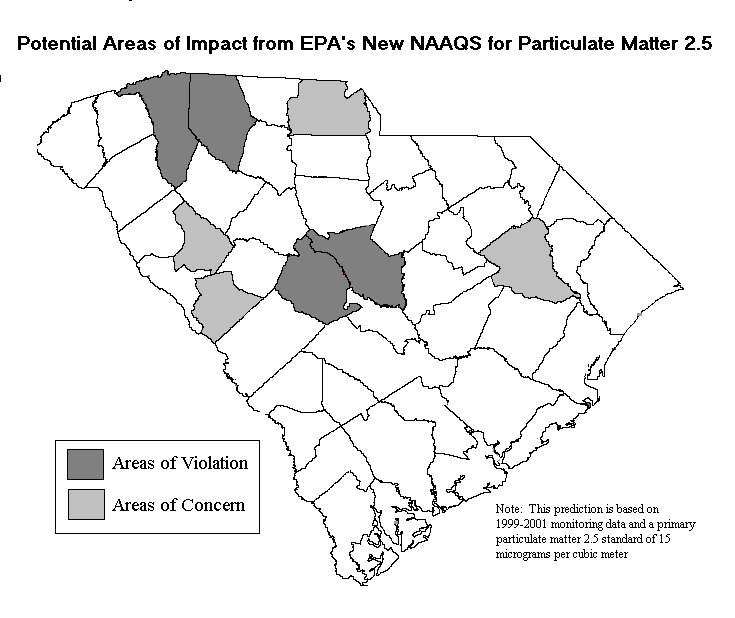 Potential Areas of Impact from EPA's New NAAQS for Particulate Matter 2.5
Areas of Violation
Areas of Concern
Note: This prediction is based on
1999-2001 monitoring data and a primary
particulate matter 2.5 standard of 15
micrograms per cubic meter